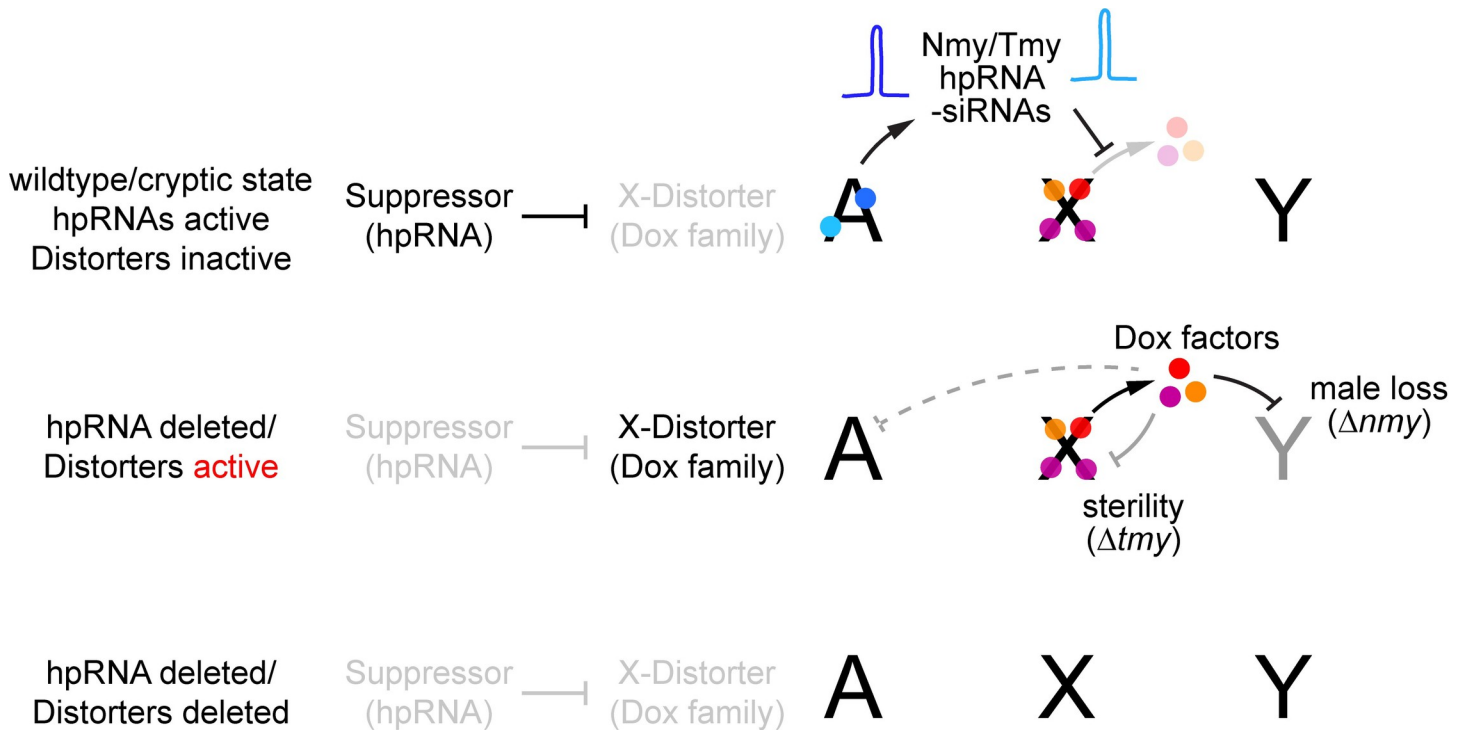 Nmy/Tmy
hpRNA
-siRNAs
wildtype/cryptic state
hpRNAs active
Distorters inactive
Suppressor
(hpRNA)
X-Distorter
(Dox family)
A
X
Y
Dox factors
male loss
(Δnmy)
hpRNA deleted/
Distorters active
Suppressor
(hpRNA)
X-Distorter
(Dox family)
A
X
Y
sterility
(Δtmy)
hpRNA deleted/
Distorters deleted
Suppressor
(hpRNA)
X-Distorter
(Dox family)
A
X
Y